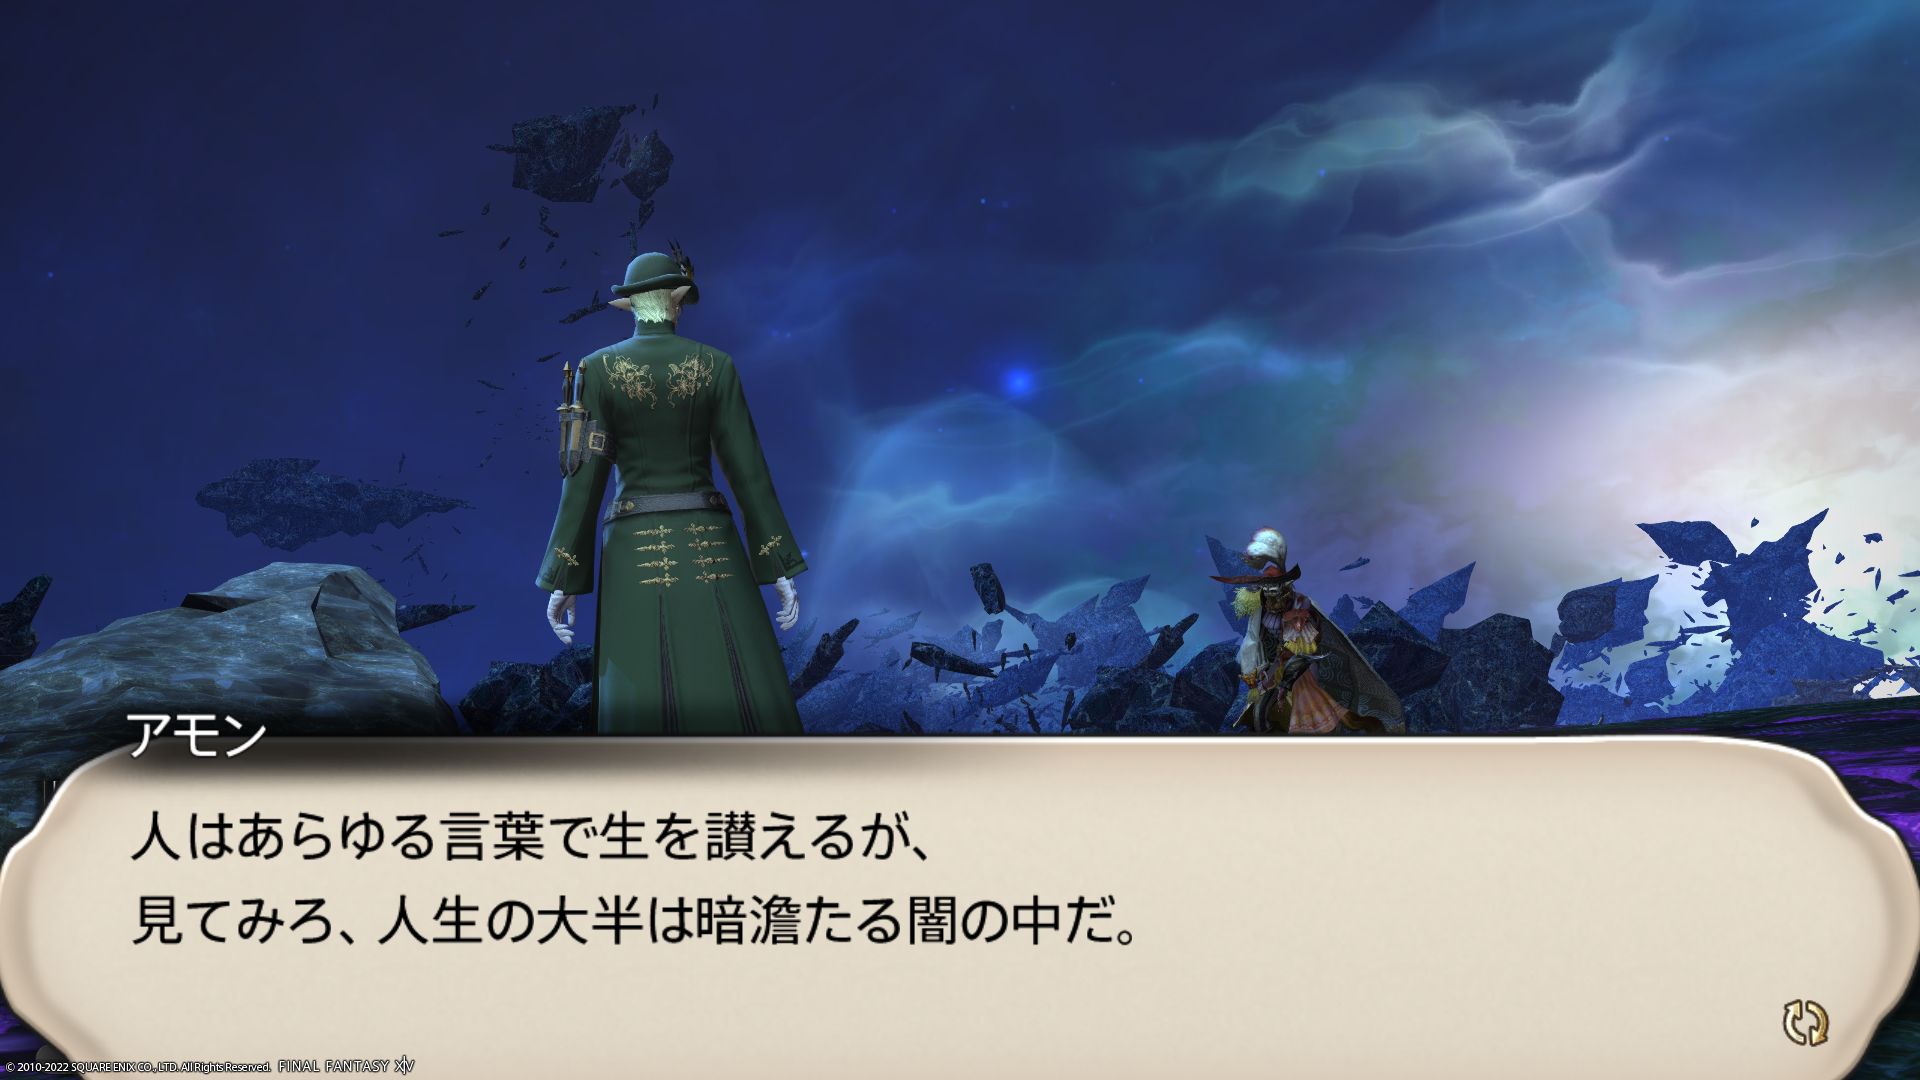 アモン
人はあらゆる言葉で生を讃えるが、
見てみろ、人生の大半は暗澹たる闇の中だ。
© 2010-2022 SQUARE ENIX CO., LTD. All Rights Reserved. FINAL FANTASY XIV